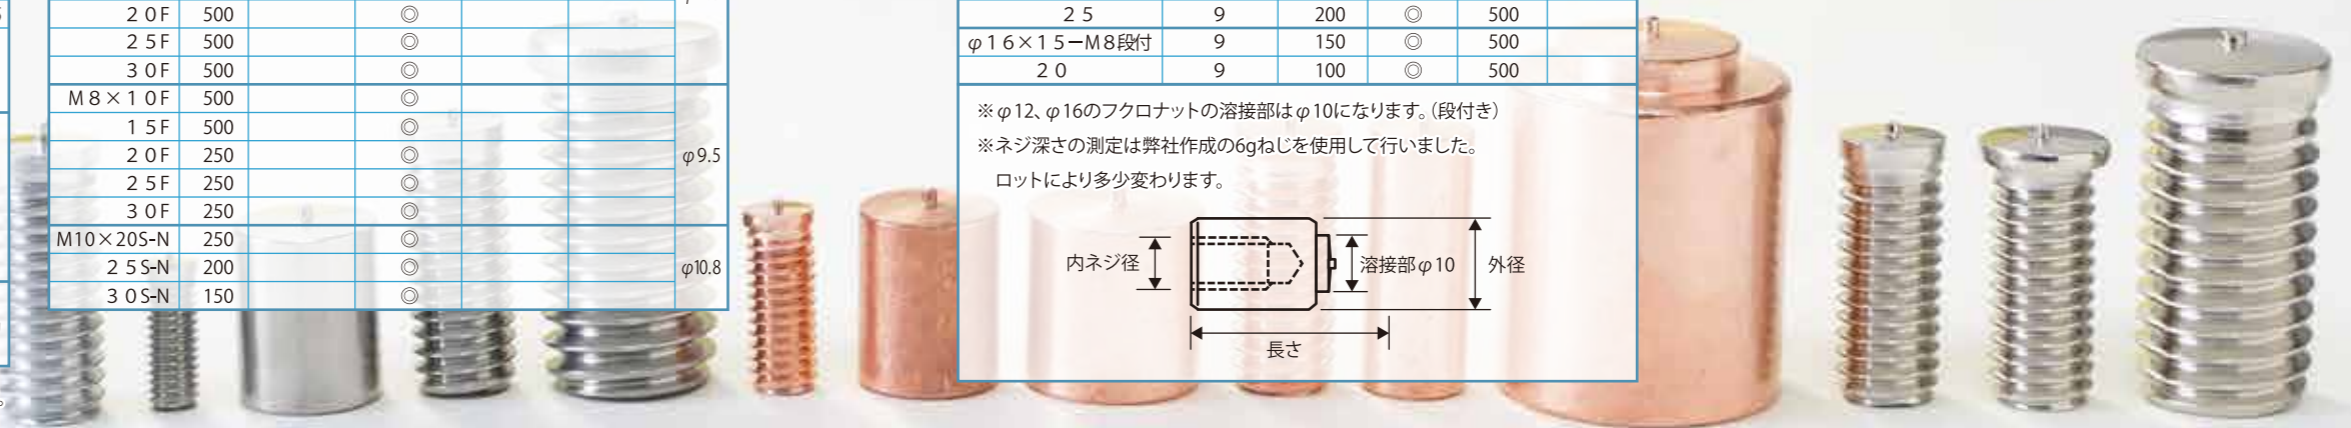 20F 500 ◎
25F 500 ◎
30F 500 ◎
M8×10F 500 ◎
15F 500 ◎
20F 250 ◎ φ9.5
25F 250 ◎
30F 250 ◎
M10×20S-N 250 ◎
25S-N 200 ◎ φ10.8
30S-N 150 ◎
25 9 200 ◎ 500
φ16×15ーM8段付 9 150 ◎ 500
20 9 100 ◎ 500
※φ12、φ16のフクロナットの溶接部はφ10になります。（段付き）
※ネジ深さの測定は弊社作成の6gねじを使用して行いました。
ロットにより多少変わります。
内ネジ径
溶接部φ10
外径
長さ